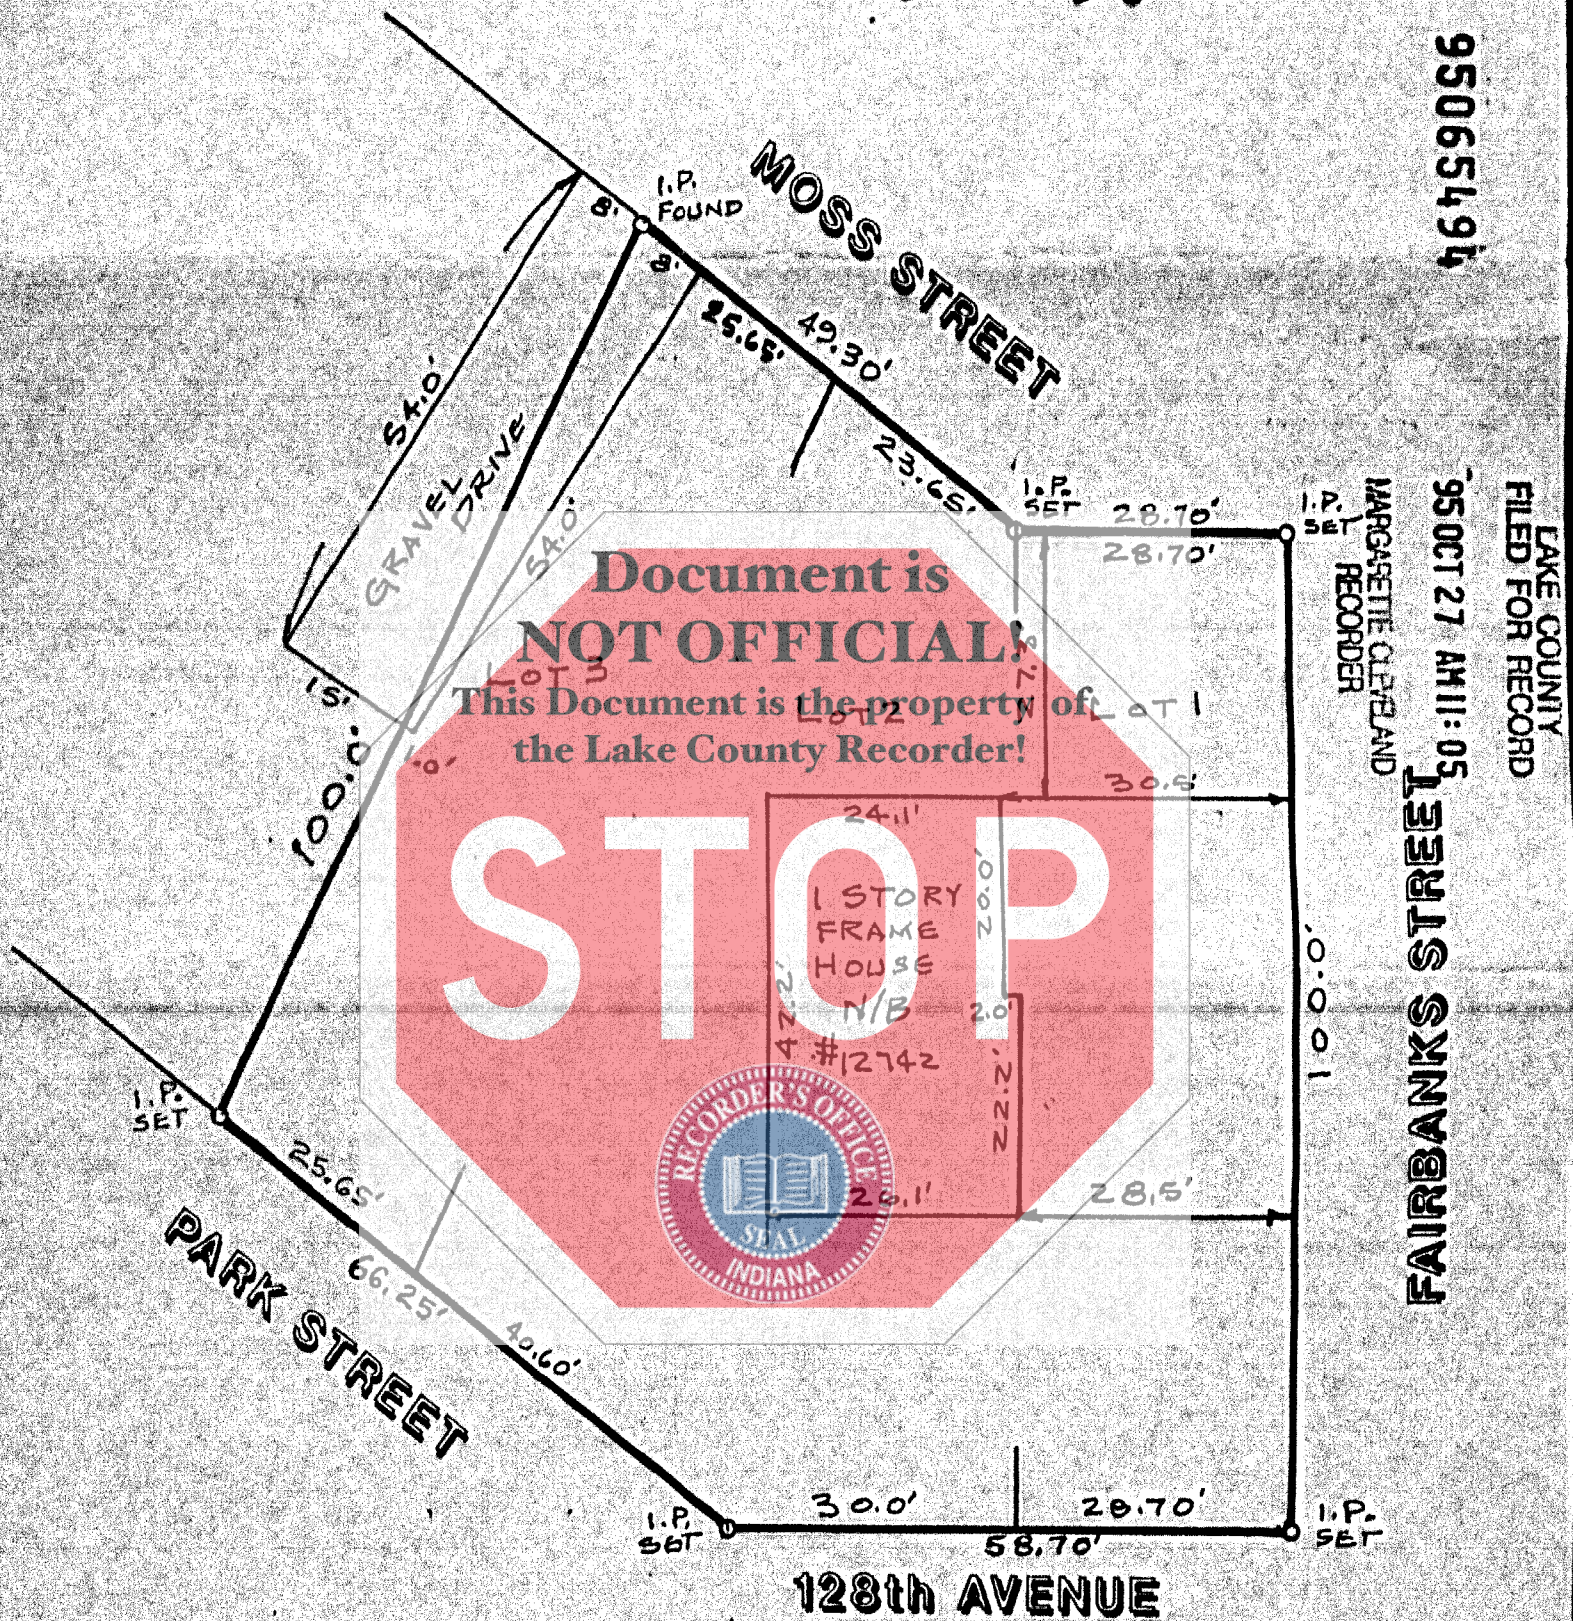 95065494
MOSS STREET
I.P.
FOUND
8'
8'
25.65'
49.30'
23.65'
54.0'
GRAVEL
DRIVE
54.0'
15'
I.P.
SET
28.70'
28.70'
I.P.
SET
LAKE COUNTY
FILED FOR RECORD
95 OCT 27 AM 11:05
MARGARETTE CLEVELAND
RECORDER
Document is
NOT OFFICIAL!
This Document is the property of
the Lake County Recorder!
STOP
LOT 3
LOT 2
LOT 1
27.3'
30.5'
24.1'
100.0'
1 STORY
FRAME
HOUSE
N/B
#12742
20.0'
2.0'
42.2'
22.2'
26.1'
28.5'
100.0'
FAIRBANKS STREET
RECORDER'S OFFICE
SEAL
INDIANA
I.P.
SET
25.65'
66.25'
40.60'
PARK STREET
I.P.
SET
30.0'
28.70'
58.70'
I.P.
SET
128th AVENUE